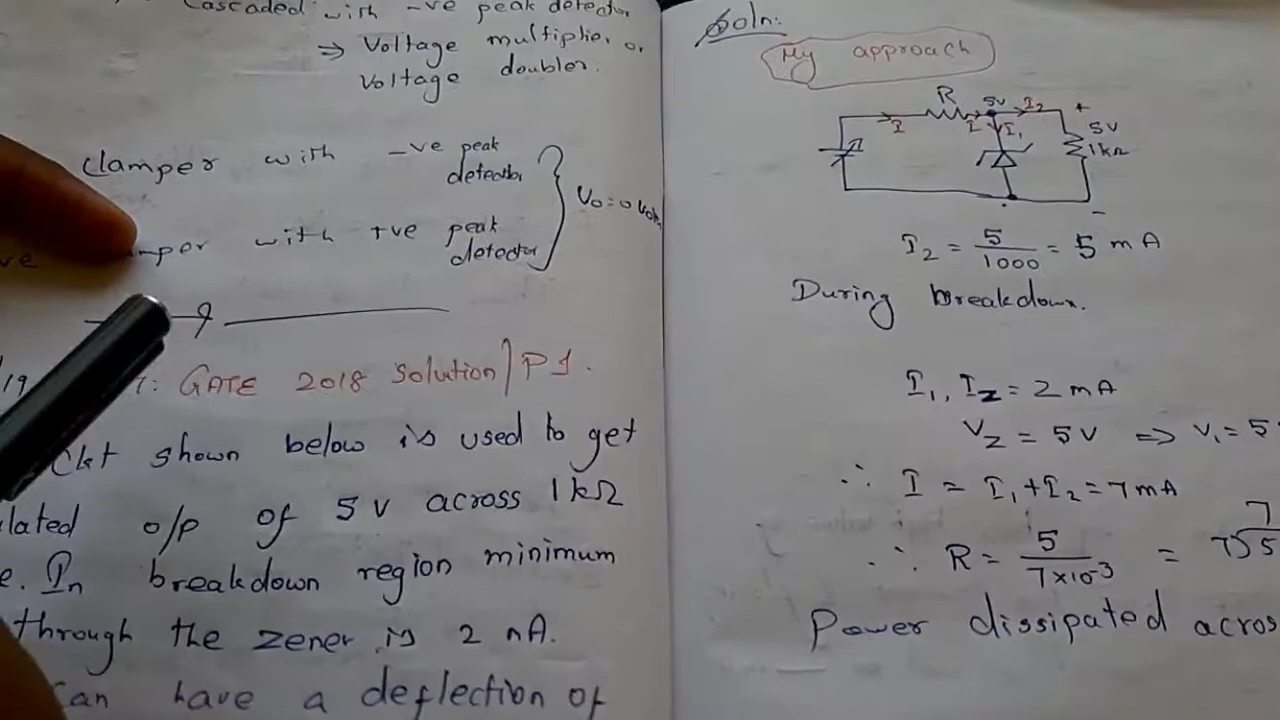 Cascaded with -ve peak detector
⇒ Voltage multiplier or
Voltage doubler.
Clamper with -ve peak
detector
with +ve peak
detector
V0 = 0 Volt
GATE 2018 Solution/P1.
Ckt shown below is used to get
lated o/p of 5 V across 1kΩ
e. In breakdown region minimum
through the zener is 2 nA.
Can have a deflection of
Soln:
My approach
R 5V I2 +
I I I1 5V
1kΩ
-
I2 = 5/1000 = 5 mA
During breakdown.
I1, Iz = 2 mA
Vz = 5V ⇒ V1 = 5
∴ I = I1 + I2 = 7 mA
∴ R = 5/7×10-3 =
Power dissipated acros